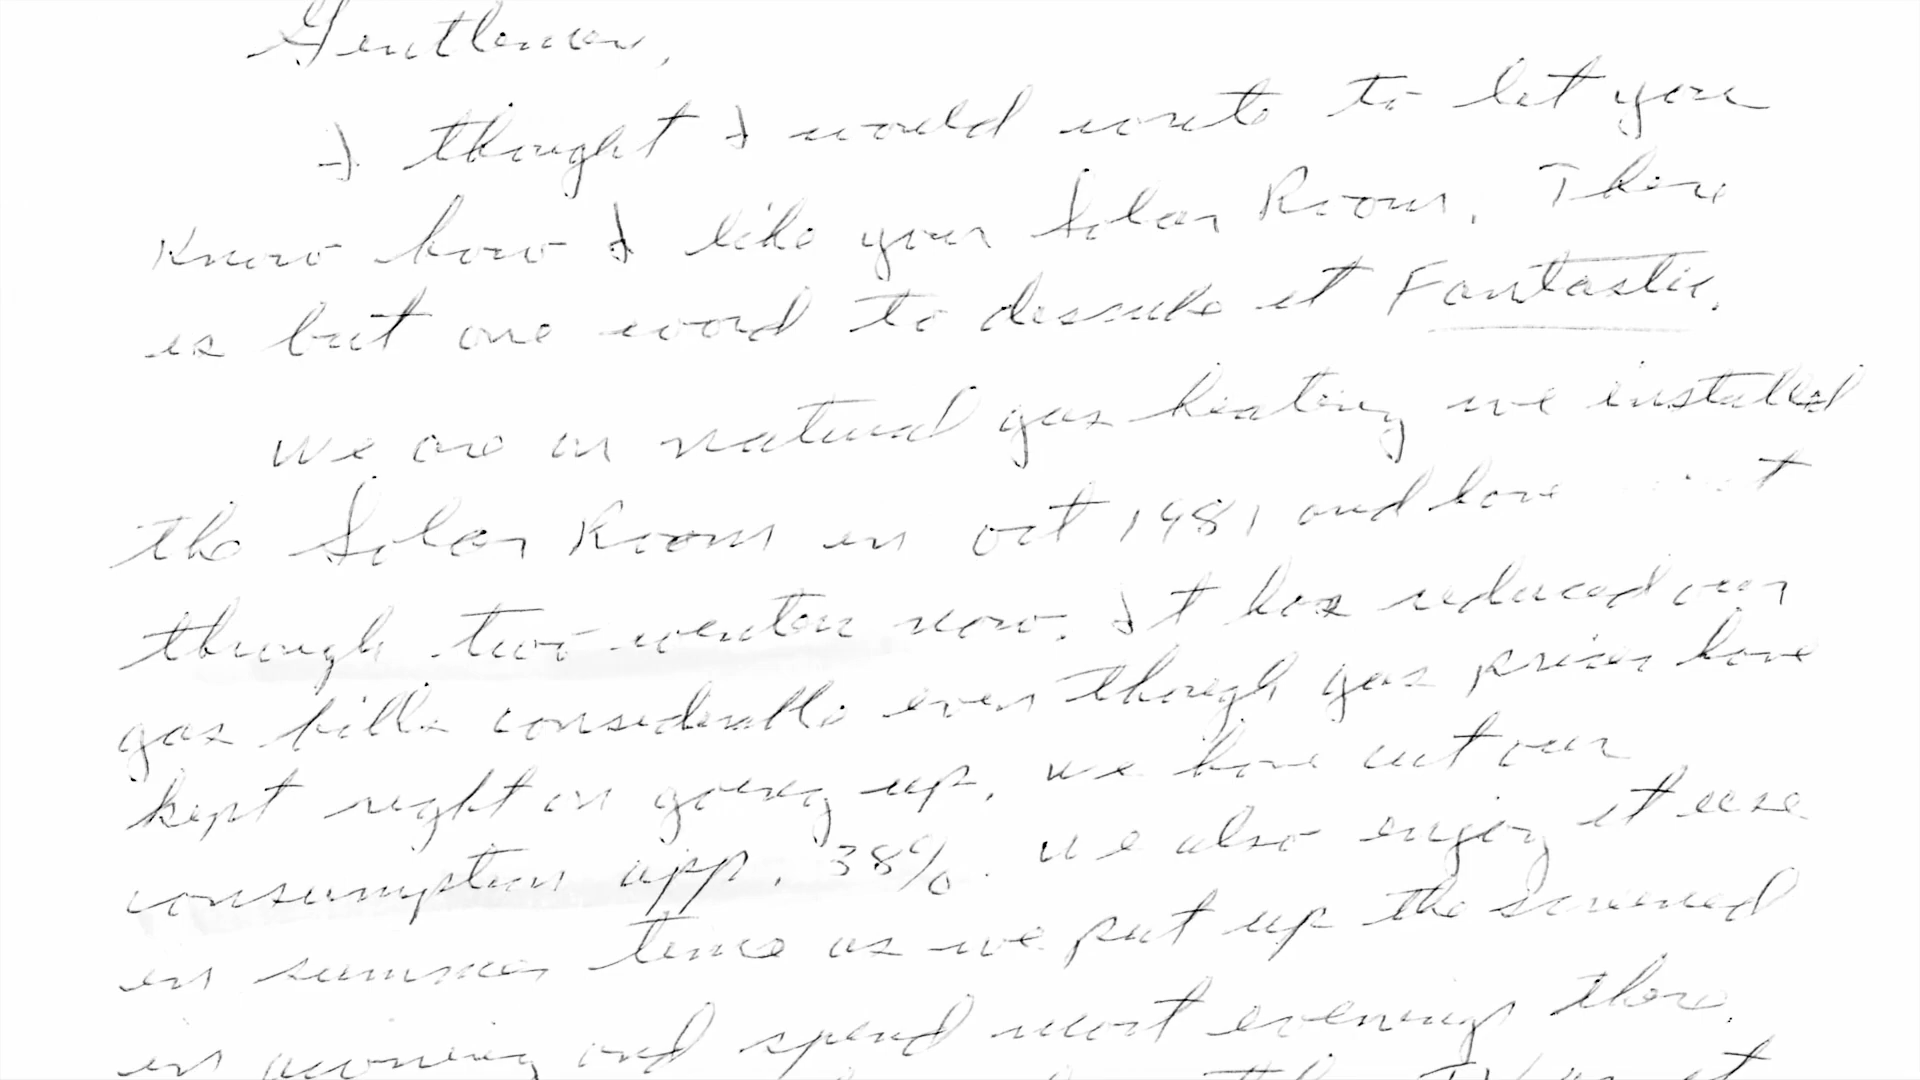 Gentlemen,
I thought I would write to let you
know how I like your Solar Room. There
is but one word to describe it Fantastic.
We are on natural gas heating we installed
the Solar Room in oct 1981 and have
through two winters now. It has reduced our
gas bills considerable even though gas prices have
kept right on going up. We have cut our
consumption app. 38%. We also enjoy it use
in summer time as we put up the screened
in awning and spend most evenings there.
the TV